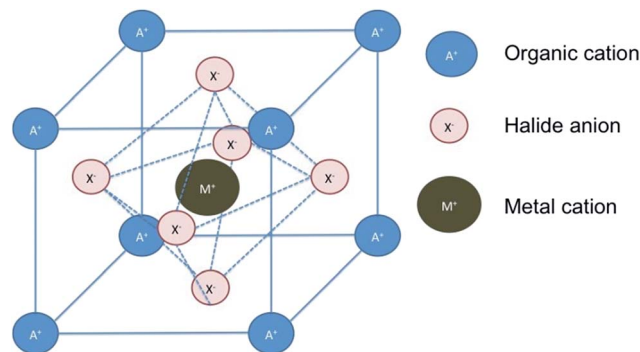 A⁺
A⁺
X⁻
A⁺
Organic cation
A⁺
A⁺
X⁻
X⁻
Halide anion
X⁻
X⁻
M⁺
M⁺
Metal cation
X⁻
A⁺
A⁺
X⁻
A⁺
A⁺